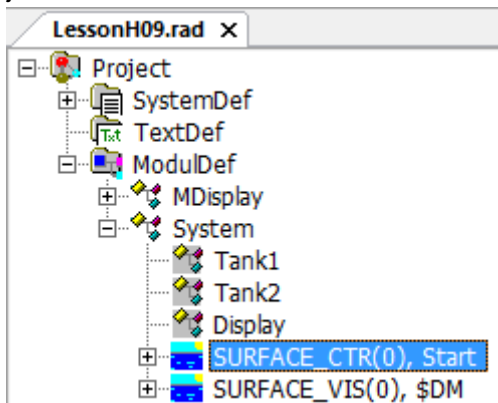 LessonH09.rad
Project
SystemDef
TextDef
ModulDef
MDisplay
System
Tank1
Tank2
Display
SURFACE_CTR(0), Start
SURFACE_VIS(0), $DM